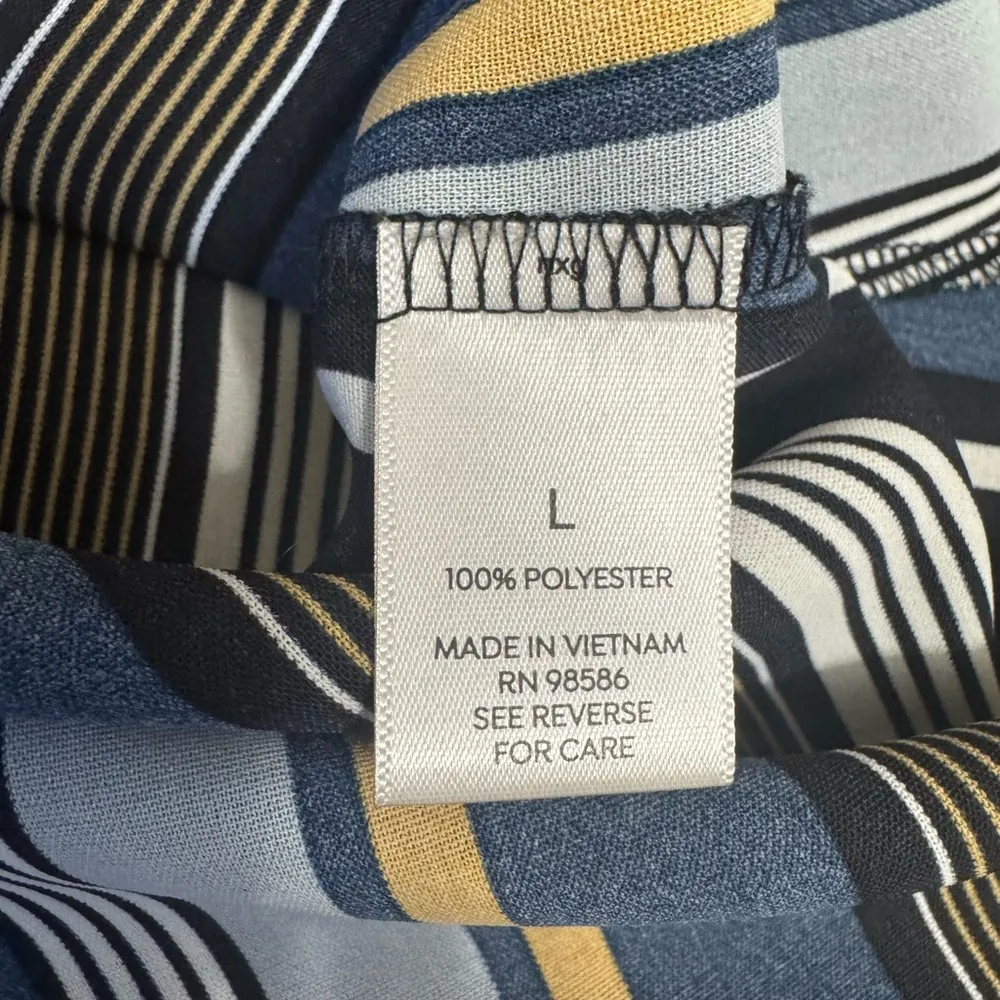 L
100% POLYESTER
MADE IN VIETNAM
RN 98586
SEE REVERSE
FOR CARE